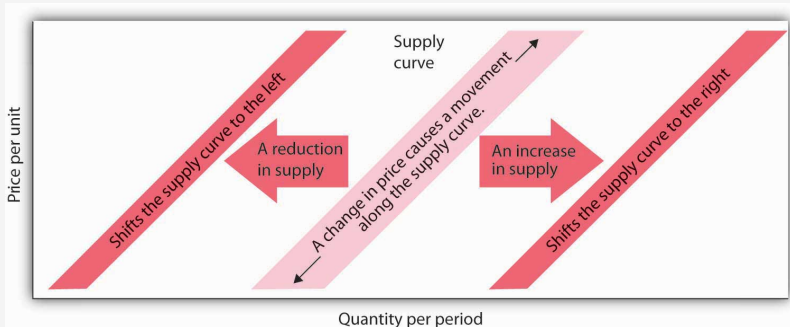 Supply
curve
Price per unit
Shifts the supply curve to the left
A reduction
in supply
A change in price causes a movement
along the supply curve.
An increase
in supply
Shifts the supply curve to the right
Quantity per period